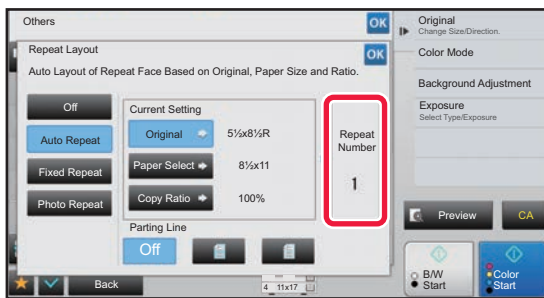 Others
OK
Repeat Layout
OK
Auto Layout of Repeat Face Based on Original, Paper Size and Ratio.
Off
Auto Repeat
Fixed Repeat
Photo Repeat
Current Setting
Original
5½x8½R
Paper Select
8½x11
Copy Ratio
100%
Repeat
Number
1
Parting Line
Off
Back
4 11x17
Original
Change Size/Direction.
Color Mode
Background Adjustment
Exposure
Select Type/Exposure
Preview
CA
B/W
Start
Color
Start